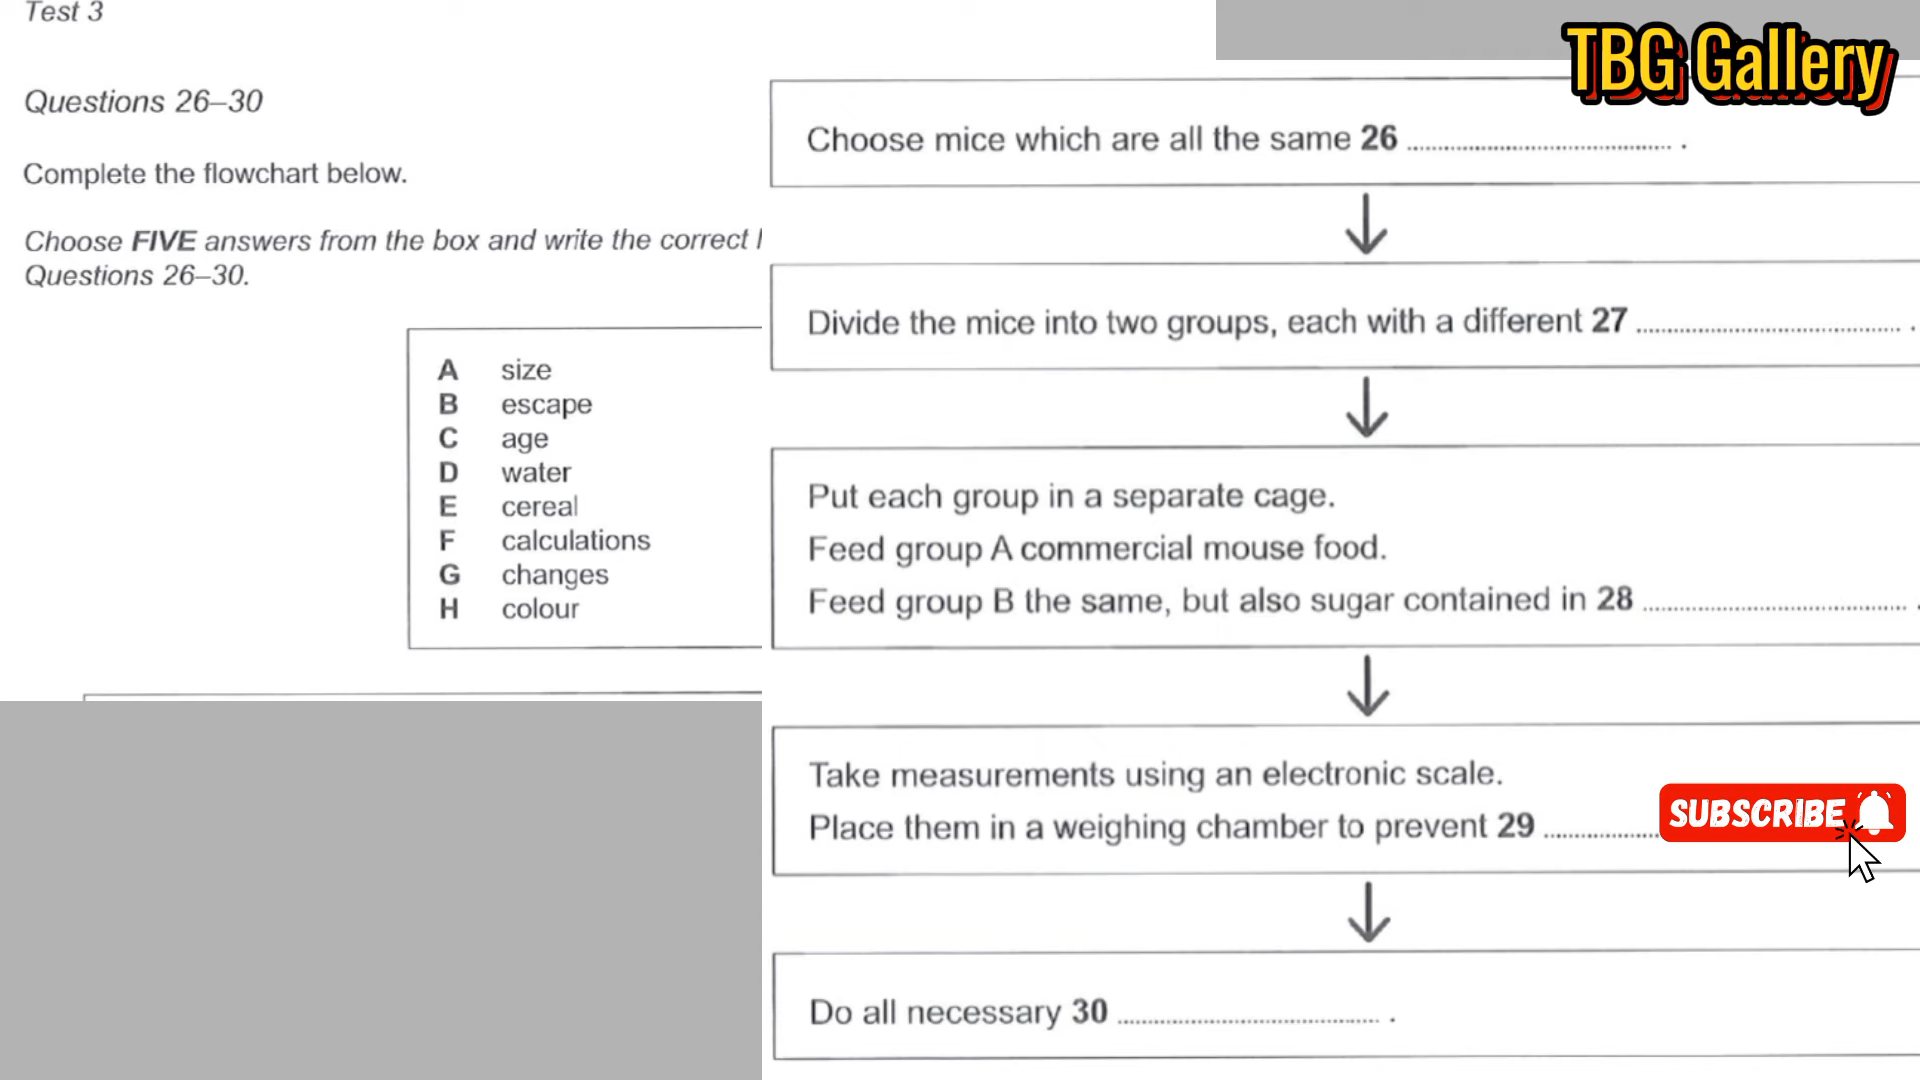 Test 3
Questions 26–30
Complete the flowchart below.
Choose FIVE answers from the box and write the correct
Questions 26–30.
A size
B escape
C age
D water
E cereal
F calculations
G changes
H colour
TBG Gallery
Choose mice which are all the same 26 .................................... .
Divide the mice into two groups, each with a different 27 .................................... .
Put each group in a separate cage.
Feed group A commercial mouse food.
Feed group B the same, but also sugar contained in 28 .................................... .
Take measurements using an electronic scale.
Place them in a weighing chamber to prevent 29 ................
SUBSCRIBE
Do all necessary 30 .................................... .